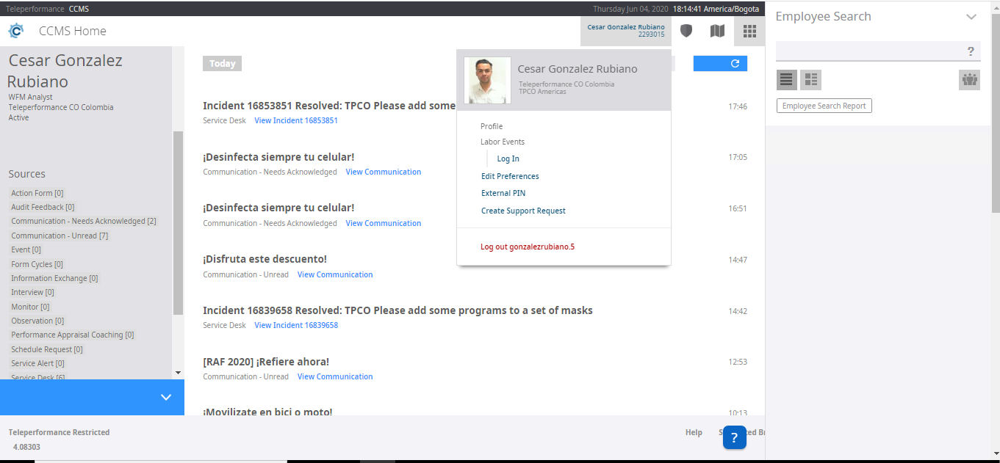 Teleperformance CCMS
Thursday Jun 04, 2020 18:14:41 America/Bogota
CCMS Home
Cesar Gonzalez Rubiano
2293015
Cesar Gonzalez
Rubiano
WFM Analyst
Teleperformance CO Colombia
Active
Sources
Action Form [0]
Audit Feedback [0]
Communication - Needs Acknowledged [2]
Communication - Unread [7]
Event [0]
Form Cycles [0]
Information Exchange [0]
Interview [0]
Monitor [0]
Observation [0]
Performance Appraisal Coaching [0]
Schedule Request [0]
Service Alert [0]
Service Desk [6]
Teleperformance Restricted
4.08303
Today
Incident 16853851 Resolved: TPCO Please add some
17:46
Service Desk View Incident 16853851
¡Desinfecta siempre tu celular!
17:05
Communication - Needs Acknowledged View Communication
¡Desinfecta siempre tu celular!
16:51
Communication - Needs Acknowledged View Communication
¡Disfruta este descuento!
14:47
Communication - Unread View Communication
Incident 16839658 Resolved: TPCO Please add some programs to a set of masks
14:42
Service Desk View Incident 16839658
[RAF 2020] ¡Refiere ahora!
12:53
Communication - Unread View Communication
¡Movilizate en bici o moto!
10:13
Cesar Gonzalez Rubiano
Teleperformance CO Colombia
TPCO Americas
Profile
Labor Events
Log In
Edit Preferences
External PIN
Create Support Request
Log out gonzalezrubiano.5
Help
?
Employee Search
?
Employee Search Report